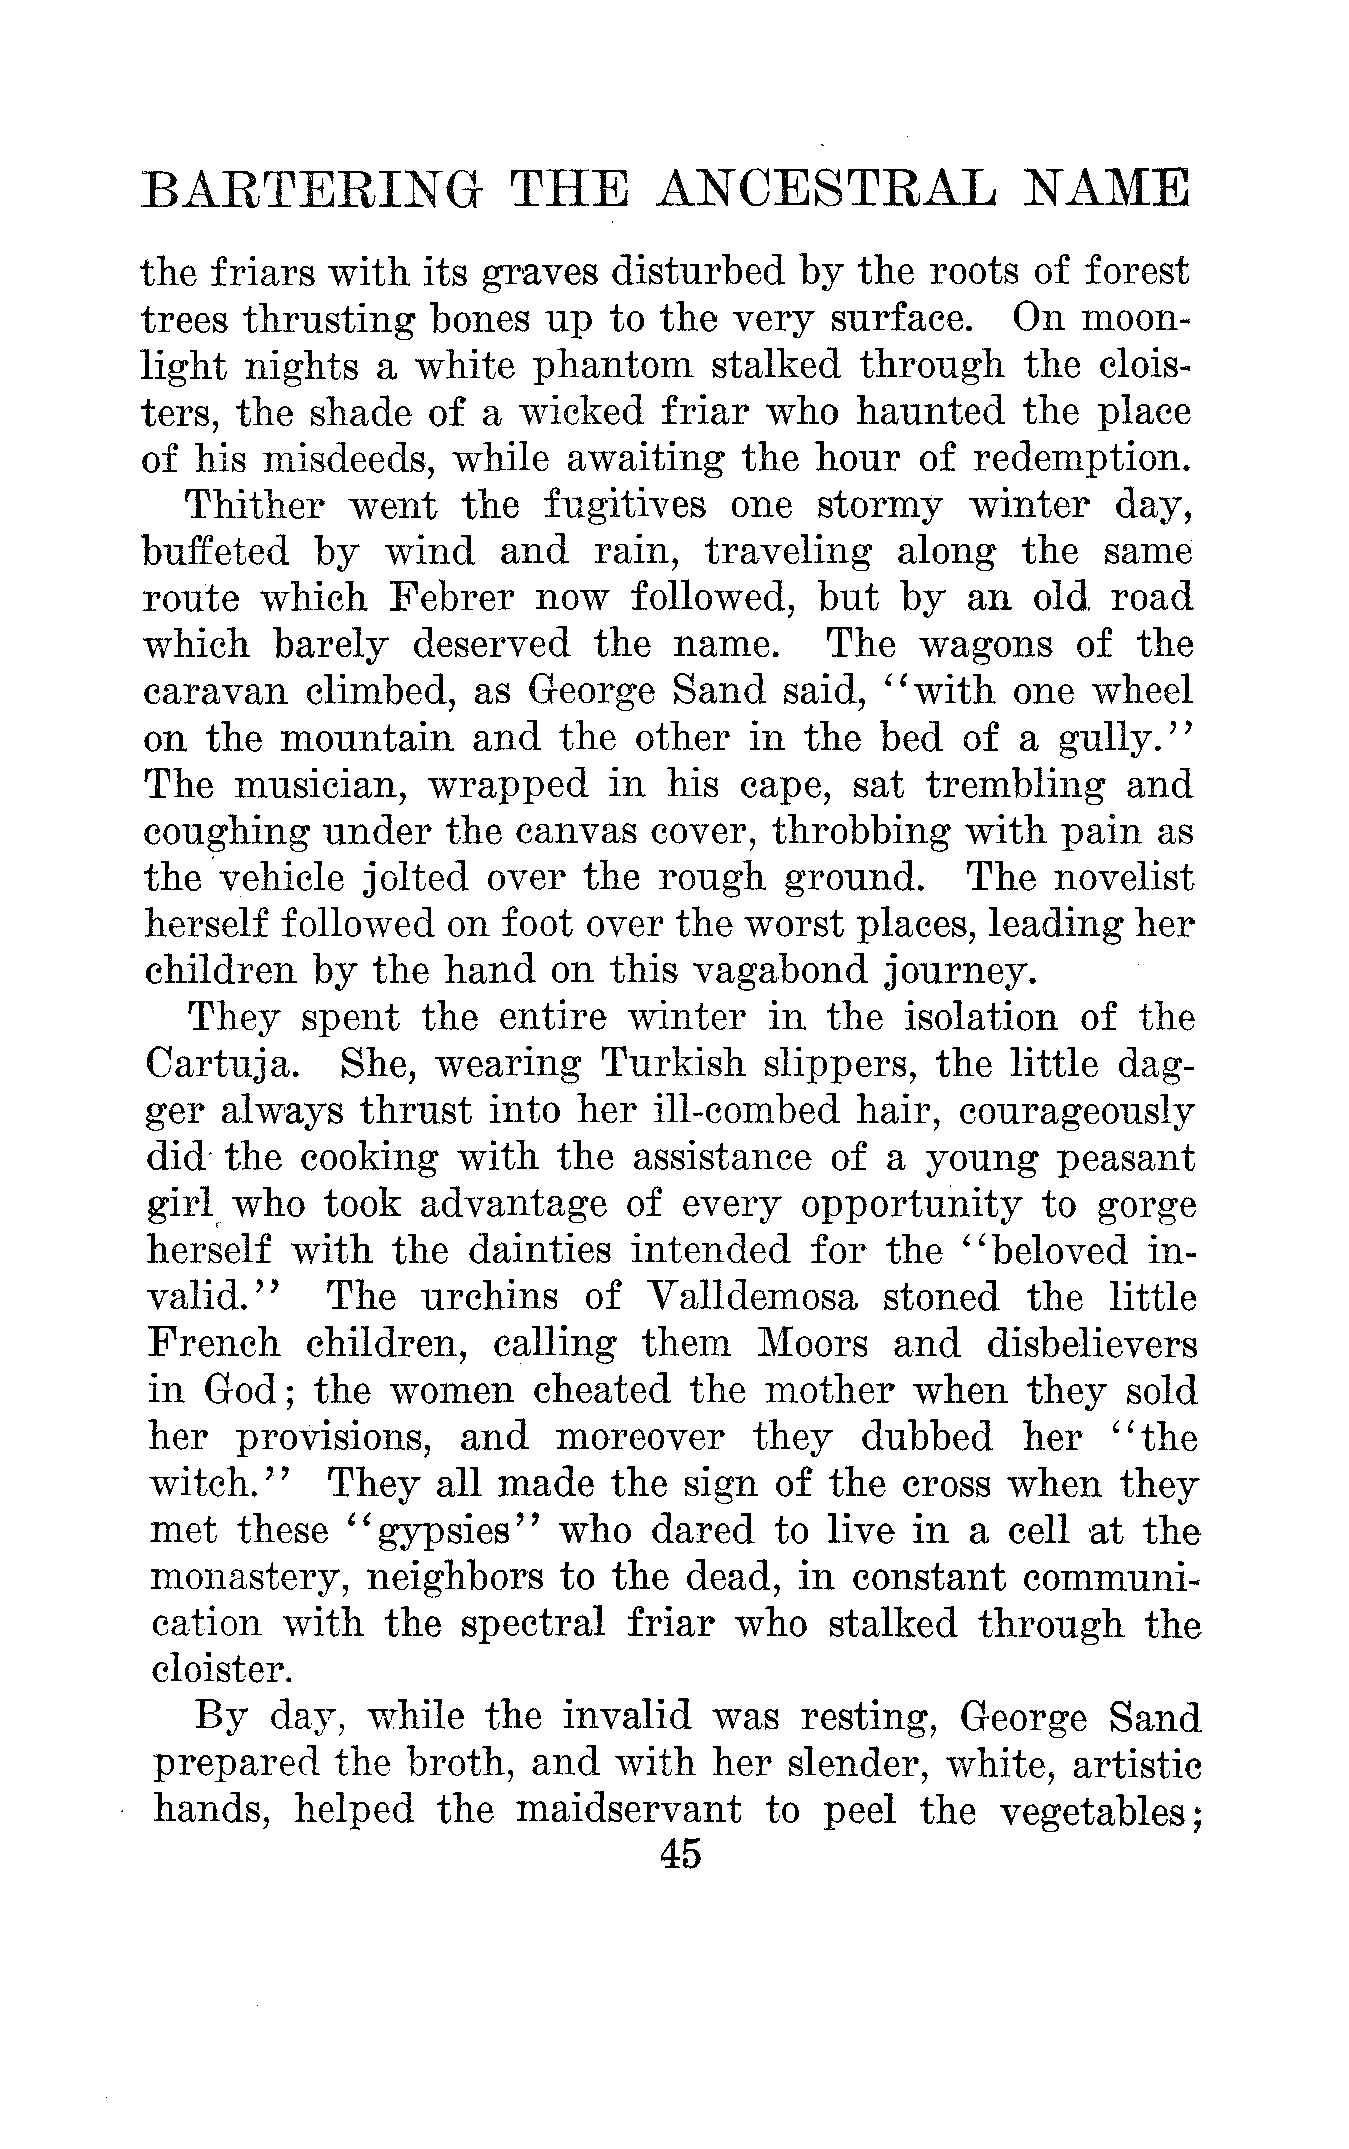 BARTERING THE ANCESTRAL NAME
the friars with its graves disturbed by the roots of forest
trees thrusting bones up to the very surface. On moon-
light nights a white phantom stalked through the clois-
ters, the shade of a wicked friar who haunted the place
of his misdeeds, while awaiting the hour of redemption.
Thither went the fugitives one stormy winter day,
buffeted by wind and rain, traveling along the same
route which Febrer now followed, but by an old road
which barely deserved the name. The wagons of the
caravan climbed, as George Sand said, "with one wheel
on the mountain and the other in the bed of a gully."
The musician, wrapped in his cape, sat trembling and
coughing under the canvas cover, throbbing with pain as
the vehicle jolted over the rough ground. The novelist
herself followed on foot over the worst places, leading her
children by the hand on this vagabond journey.
They spent the entire winter in the isolation of the
Cartuja. She, wearing Turkish slippers, the little dag-
ger always thrust into her ill-combed hair, courageously
did the cooking with the assistance of a young peasant
girl who took advantage of every opportunity to gorge
herself with the dainties intended for the "beloved in-
valid." The urchins of Valldemosa stoned the little
French children, calling them Moors and disbelievers
in God; the women cheated the mother when they sold
her provisions, and moreover they dubbed her "the
witch." They all made the sign of the cross when they
met these "gypsies" who dared to live in a cell at the
monastery, neighbors to the dead, in constant communi-
cation with the spectral friar who stalked through the
cloister.
By day, while the invalid was resting, George Sand
prepared the broth, and with her slender, white, artistic
hands, helped the maidservant to peel the vegetables;
45